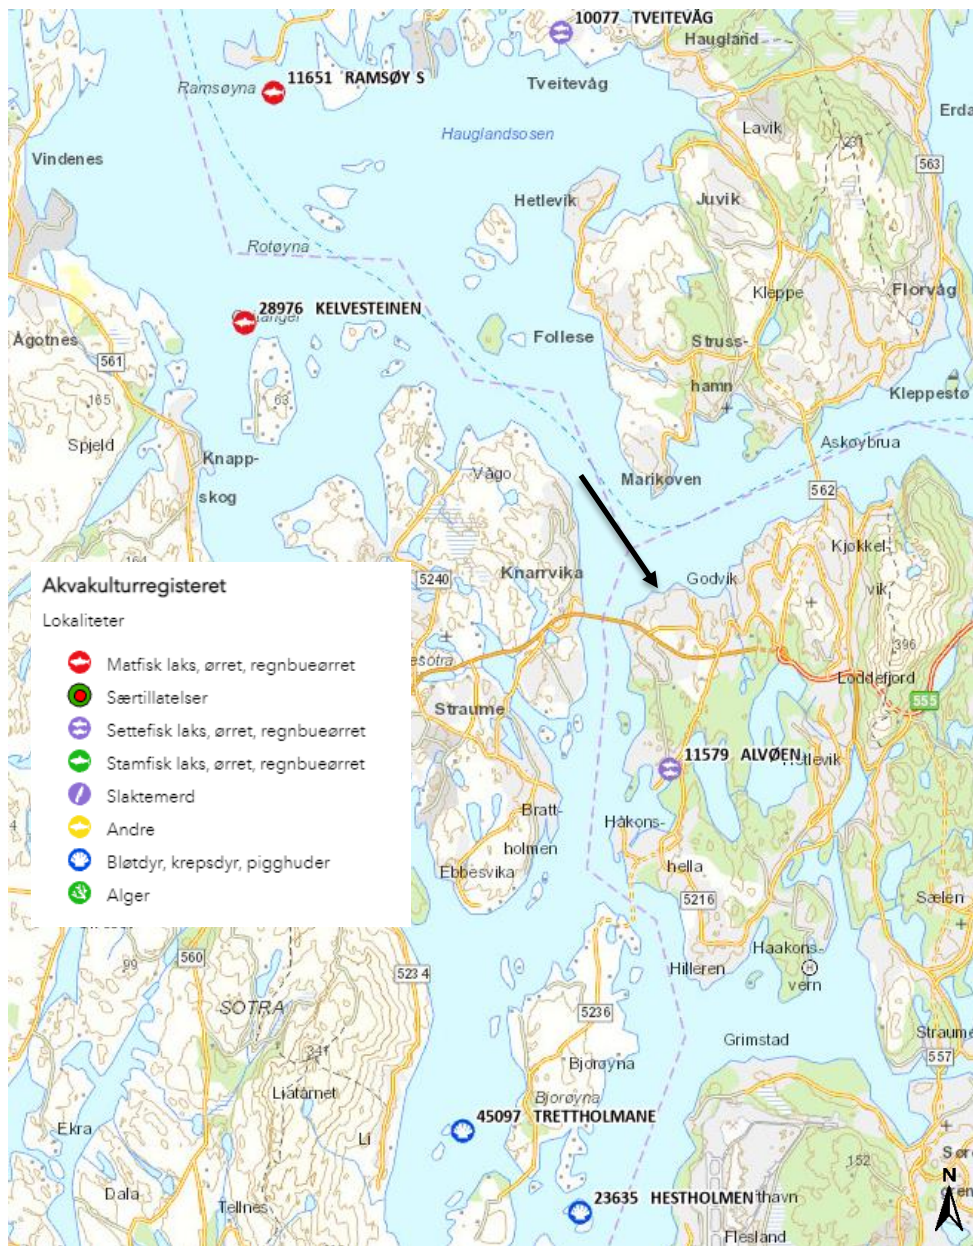 10077 TVEITEVÅG
Haugland
11651 RAMSØY S
Ramsøyna
Tveitevåg
Erda
Lavik
Hauglandsosen
231
Vindenes
563
Hetlevik
Juvik
Rotøyna
Kleppe
Florvåg
28976 KELVESTEINEN
Ågotnes
Follese
Struss-
561
hamn
Kleppestø
165
63
Spjeld
Knapp-
skog
Vågo
Marikoven
Askøybrua
562
Kjøkkel-
vik
164
Knarrvika
5240
Godvik
396
Loddefjord
555
Straume
Akvakulturregisteret
Lokaliteter
Matfisk laks, ørret, regnbueørret
Særtillatelser
Settefisk laks, ørret, regnbueørret
Stamfisk laks, ørret, regnbueørret
Slaktemerd
Andre
Bløtdyr, krepsdyr, pigghuder
Alger
11579 ALVØEN
Bratt-
holmen
Håkons-
hella
Ebbesvika
5216
Sælen
Haakons-
vern
H
Hilleren
99
560
5234
SOTRA
5236
Grimstad
Straume
557
341
Bjorøyna
Bjorøyna
Liatårnet
45097 TRETTHOLMANE
Ekra
Li
152
N
Dala
23635 HESTHOLMEN
thavn
Tellnes
Flesland